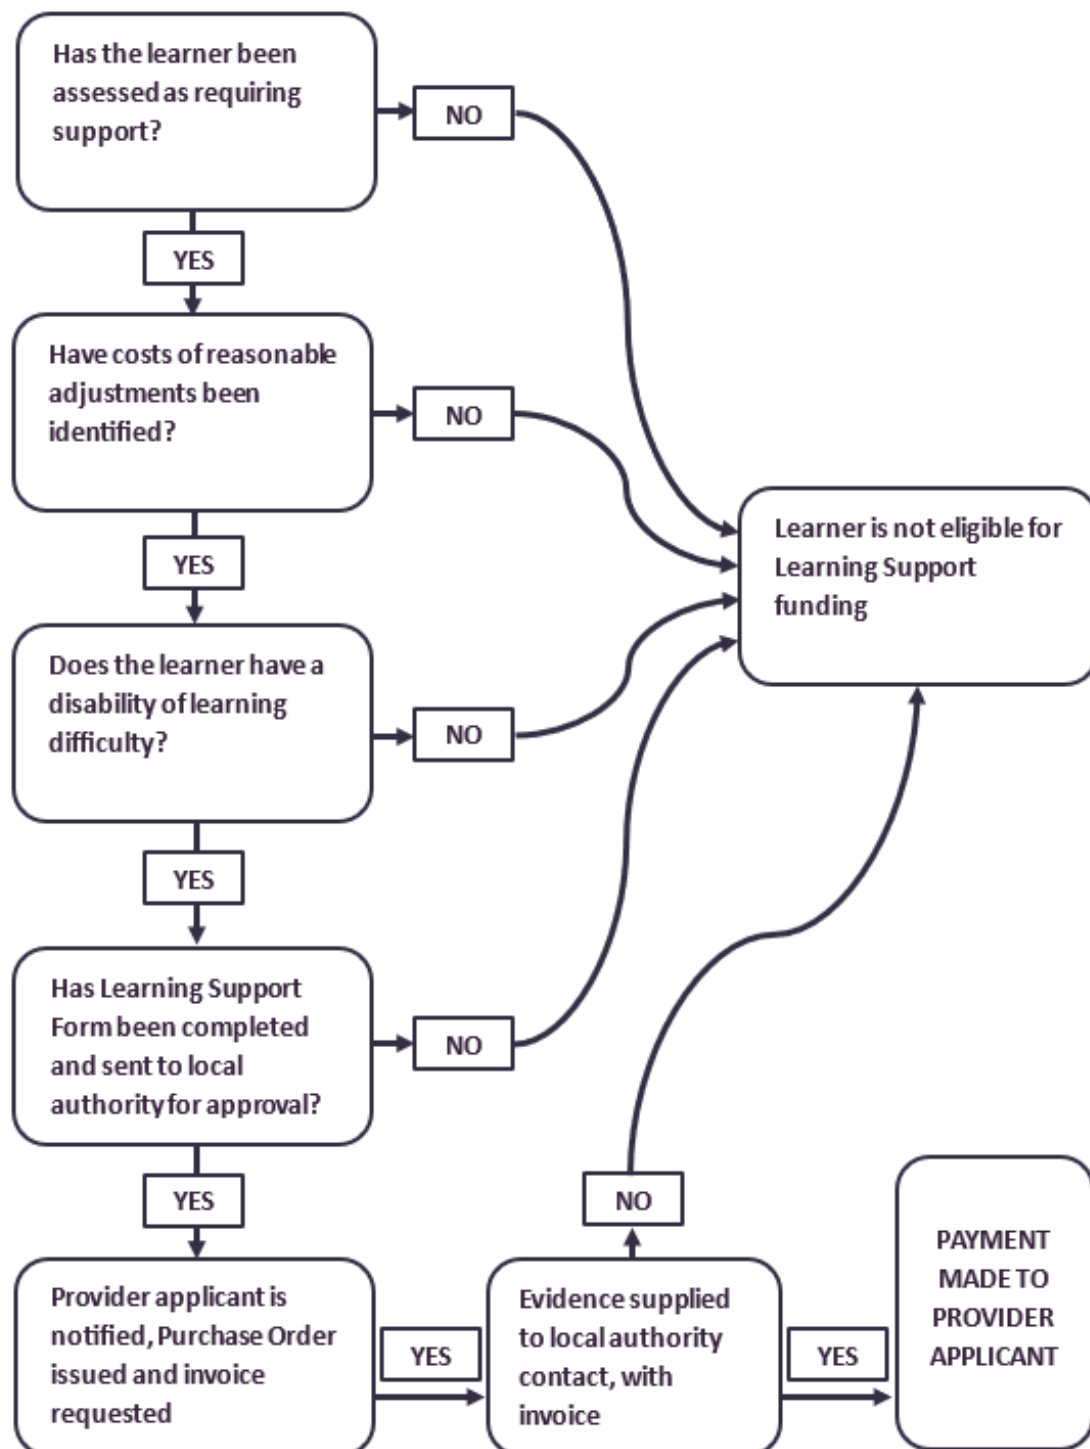 Has the learner been
assessed as requiring
support?
NO
YES
Have costs of reasonable
adjustments been
identified?
NO
YES
Learner is not eligible for
Learning Support
funding
Does the learner have a
disability of learning
difficulty?
NO
YES
Has Learning Support
Form been completed
and sent to local
authority for approval?
NO
YES
Provider applicant is
notified, Purchase Order
issued and invoice
requested
YES
NO
Evidence supplied
to local authority
contact, with
invoice
YES
PAYMENT
MADE TO
PROVIDER
APPLICANT